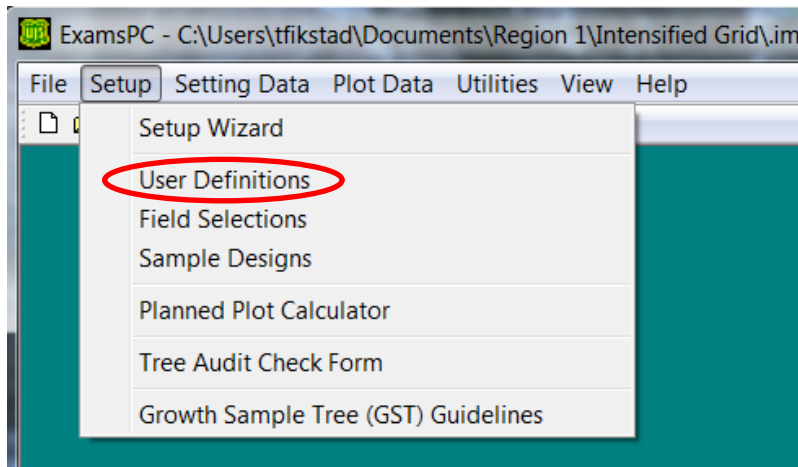 ExamsPC - C:\Users\tfikstad\Documents\Region 1\Intensified Grid\.im
File Setup Setting Data Plot Data Utilities View Help
Setup Wizard
User Definitions
Field Selections
Sample Designs
Planned Plot Calculator
Tree Audit Check Form
Growth Sample Tree (GST) Guidelines